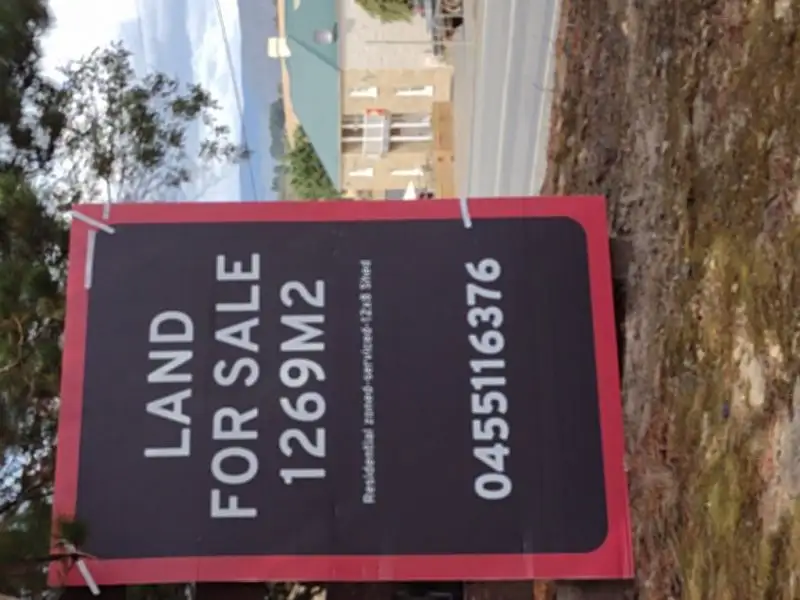 LAND
FOR SALE
1269M2
Residential zoned-serviced-12x8 Shed
0455116376